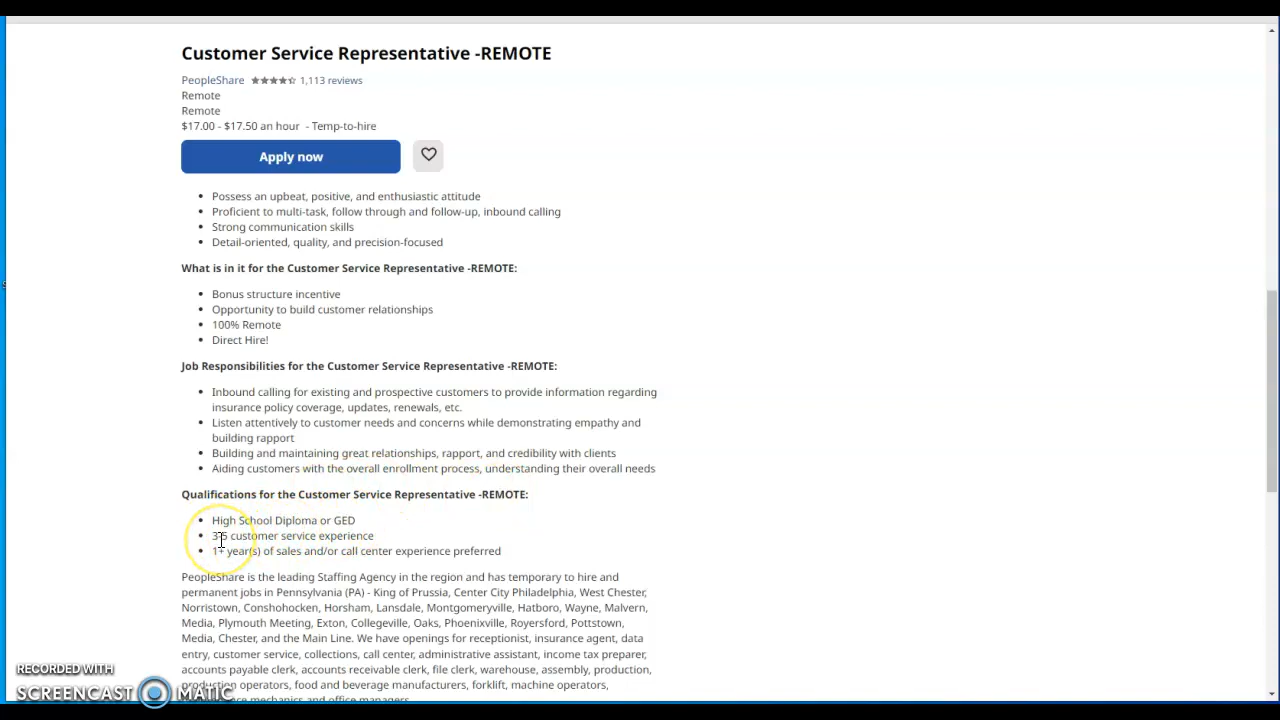 Customer Service Representative -REMOTE
PeopleShare 1,113 reviews
Remote
Remote
$17.00 - $17.50 an hour - Temp-to-hire
Apply now
• Possess an upbeat, positive, and enthusiastic attitude
• Proficient to multi-task, follow through and follow-up, inbound calling
• Strong communication skills
• Detail-oriented, quality, and precision-focused
What is in it for the Customer Service Representative -REMOTE:
• Bonus structure incentive
• Opportunity to build customer relationships
• 100% Remote
• Direct Hire!
Job Responsibilities for the Customer Service Representative -REMOTE:
• Inbound calling for existing and prospective customers to provide information regarding
insurance policy coverage, updates, renewals, etc.
• Listen attentively to customer needs and concerns while demonstrating empathy and
building rapport
• Building and maintaining great relationships, rapport, and credibility with clients
• Aiding customers with the overall enrollment process, understanding their overall needs
Qualifications for the Customer Service Representative -REMOTE:
• High School Diploma or GED
• 3-5 customer service experience
• 1+ year(s) of sales and/or call center experience preferred
PeopleShare is the leading Staffing Agency in the region and has temporary to hire and
permanent jobs in Pennsylvania (PA) - King of Prussia, Center City Philadelphia, West Chester,
Norristown, Conshohocken, Horsham, Lansdale, Montgomeryville, Hatboro, Wayne, Malvern,
Media, Plymouth Meeting, Exton, Collegeville, Oaks, Phoenixville, Royersford, Pottstown,
Media, Chester, and the Main Line. We have openings for receptionist, insurance agent, data
entry, customer service, collections, call center, administrative assistant, income tax preparer,
accounts payable clerk, accounts receivable clerk, file clerk, warehouse, assembly, production,
production operators, food and beverage manufacturers, forklift, machine operators,
mechanics and office managers
RECORDED WITH
SCREENCAST MATIC